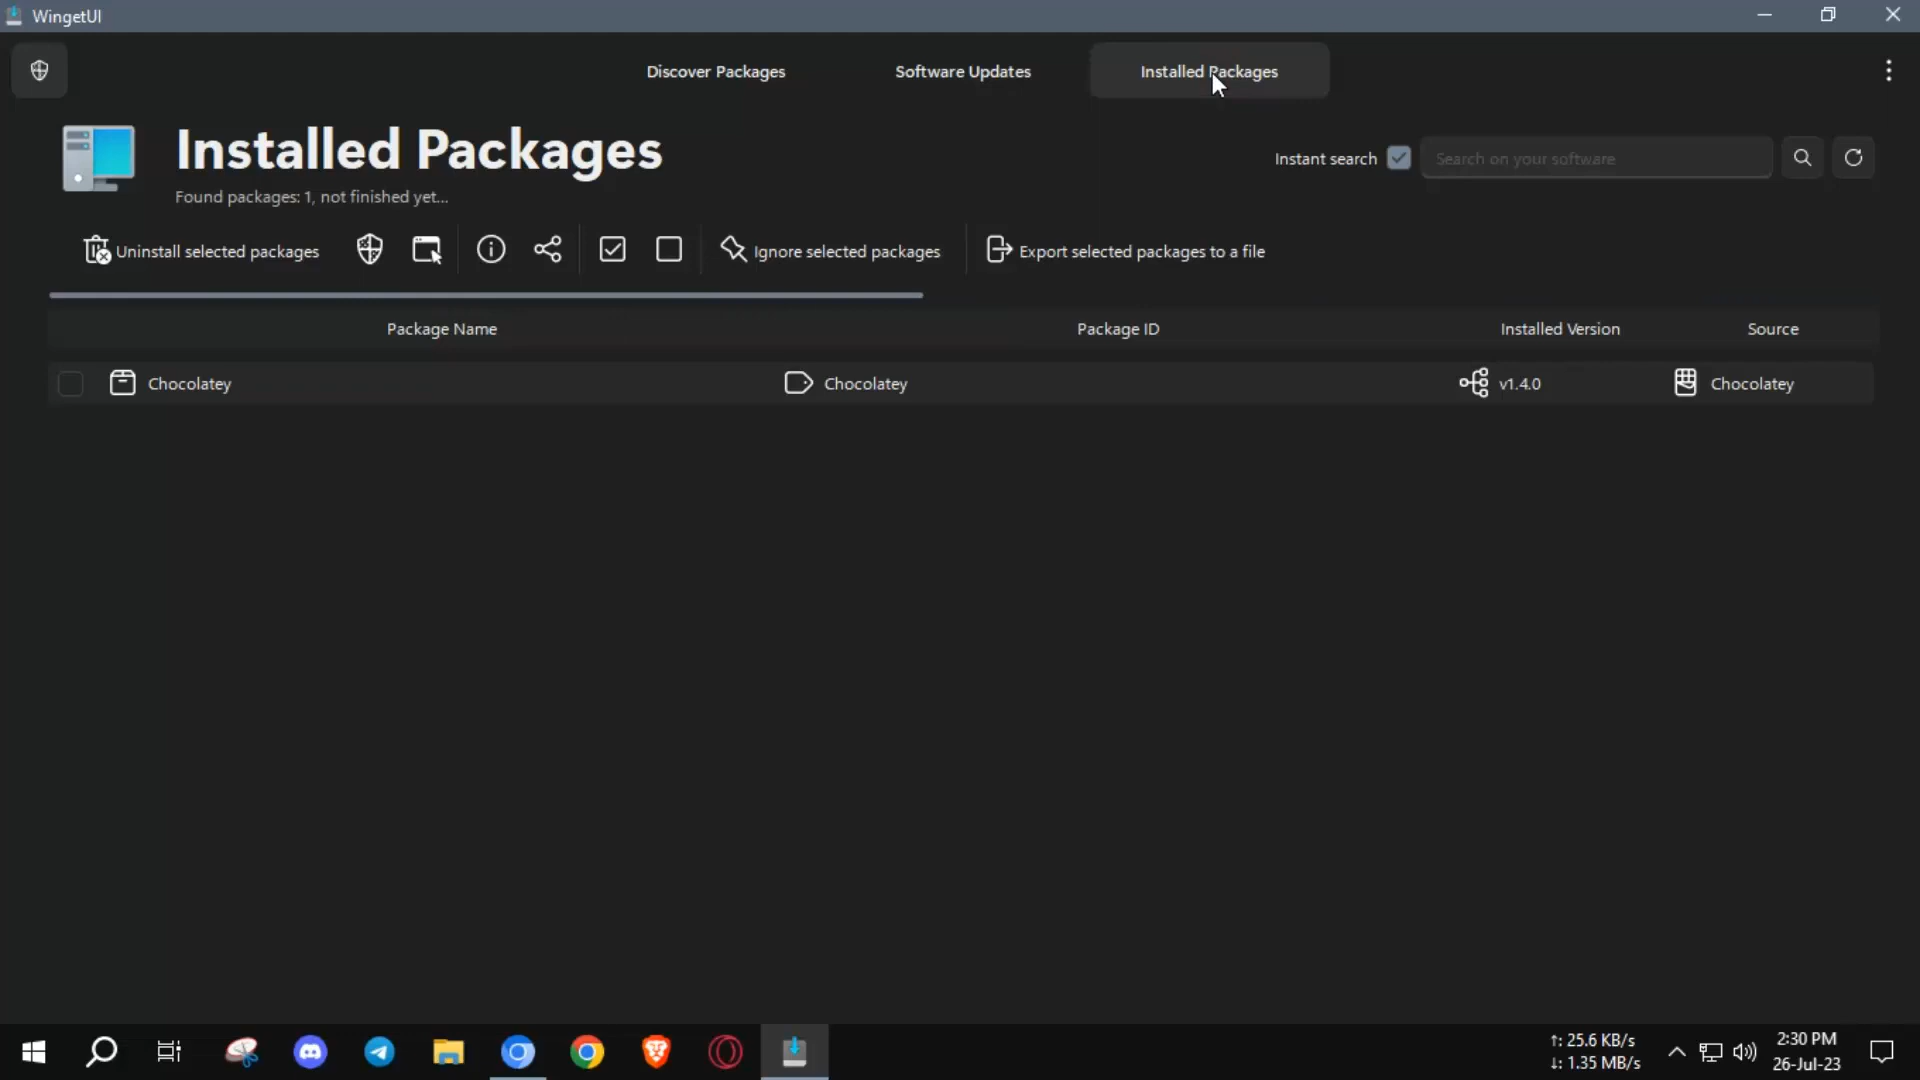 WingetUI
Discover Packages
Software Updates
Installed Packages
Installed Packages
Found packages: 1, not finished yet...
Instant search
Search on your software
Uninstall selected packages
Ignore selected packages
Export selected packages to a file
Package Name
Package ID
Installed Version
Source
Chocolatey
Chocolatey
v1.4.0
Chocolatey
↑: 25.6 KB/s
↓: 1.35 MB/s
2:30 PM
26-Jul-23